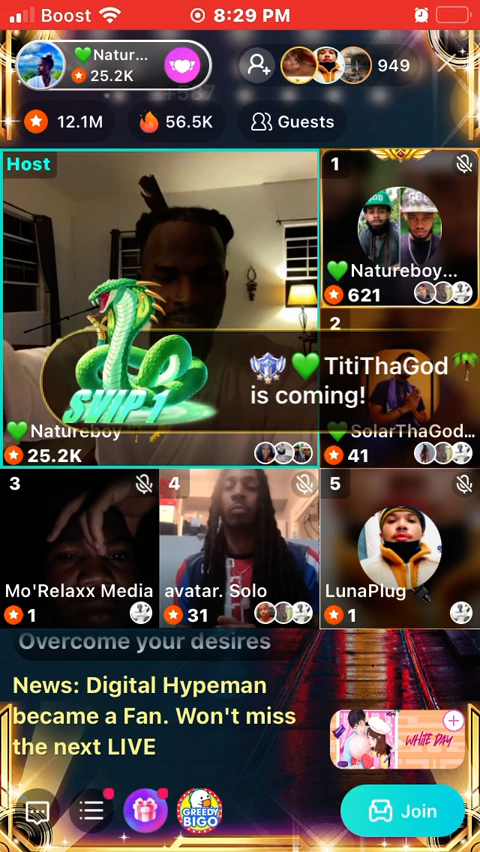 Boost 8:29 PM
💚Natur...
25.2K
949
12.1M 56.5K Guests
Host
1
Natureboy...
621
2
💚TitiThaGod🌴
is coming!
SVIP 1
💚Natureboy
25.2K
💚SolarThaGod...
41
3
Mo'Relaxx Media
1
4
avatar. Solo
31
5
LunaPlug
1
Overcome your desires
News: Digital Hypeman
became a Fan. Won't miss
the next LIVE
WHITE DAY
GREEDY
BIGO
Join